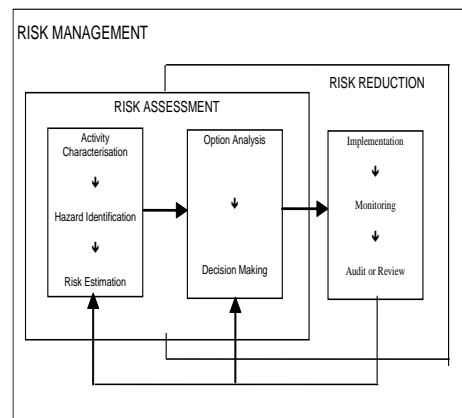 RISK MANAGEMENT
RISK REDUCTION
RISK ASSESSMENT
Activity
Characterisation
Hazard Identification
Risk Estimation
Option Analysis
Decision Making
Implementation
Monitoring
Audit or Review